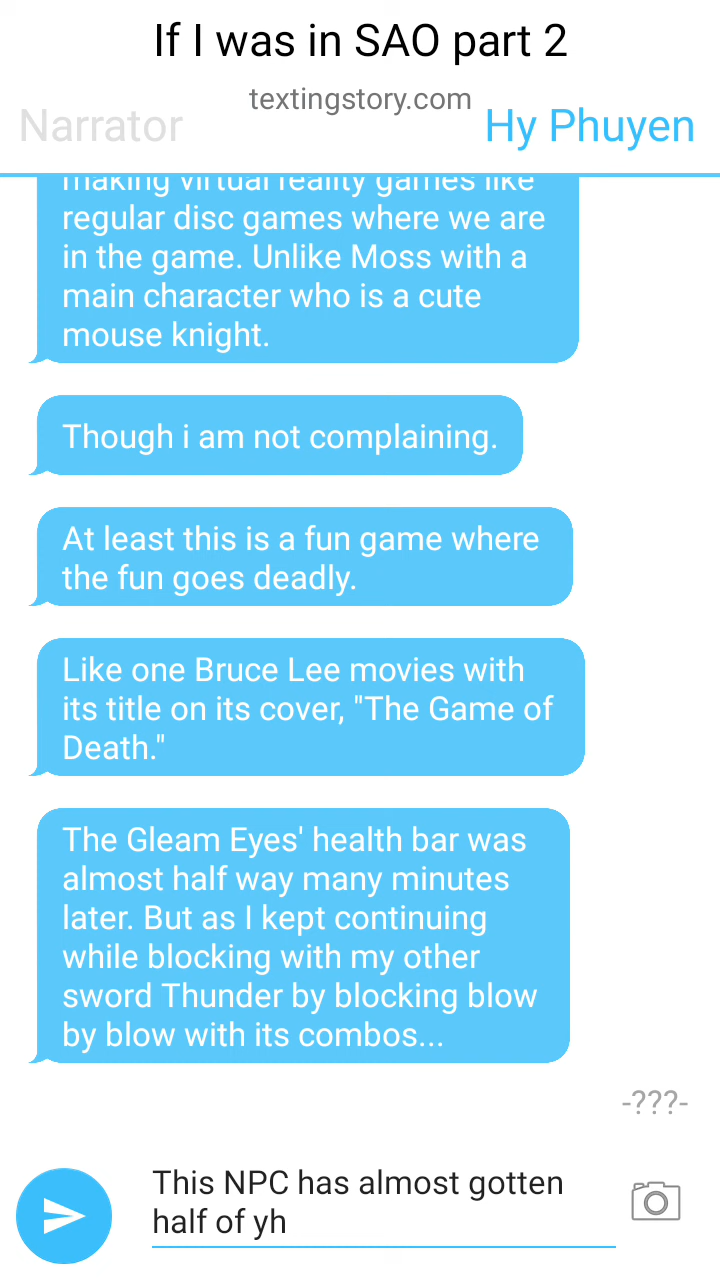 If I was in SAO part 2
textingstory.com
Narrator
Hy Phuyen
making virtual reality games like
regular disc games where we are
in the game. Unlike Moss with a
main character who is a cute
mouse knight.
Though i am not complaining.
At least this is a fun game where
the fun goes deadly.
Like one Bruce Lee movies with
its title on its cover, "The Game of
Death."
The Gleam Eyes' health bar was
almost half way many minutes
later. But as I kept continuing
while blocking with my other
sword Thunder by blocking blow
by blow with its combos...
-???-
This NPC has almost gotten
half of yh